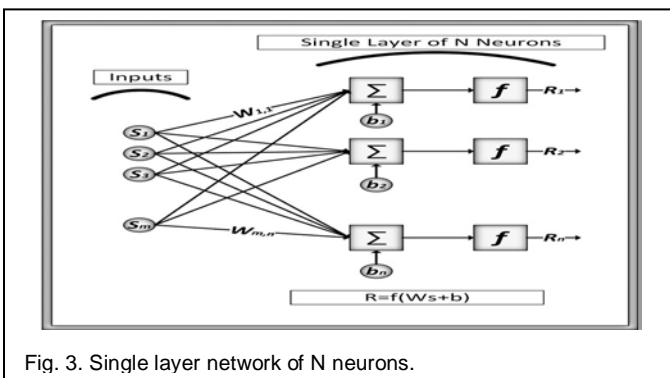 Single Layer of N Neurons
Inputs
W1,1
S1
S2
S3
Sm
Wm,n
Σ
f
R1
b1
Σ
f
R2
b2
Σ
f
Rn
bn
R=f(Ws+b)
Fig. 3. Single layer network of N neurons.